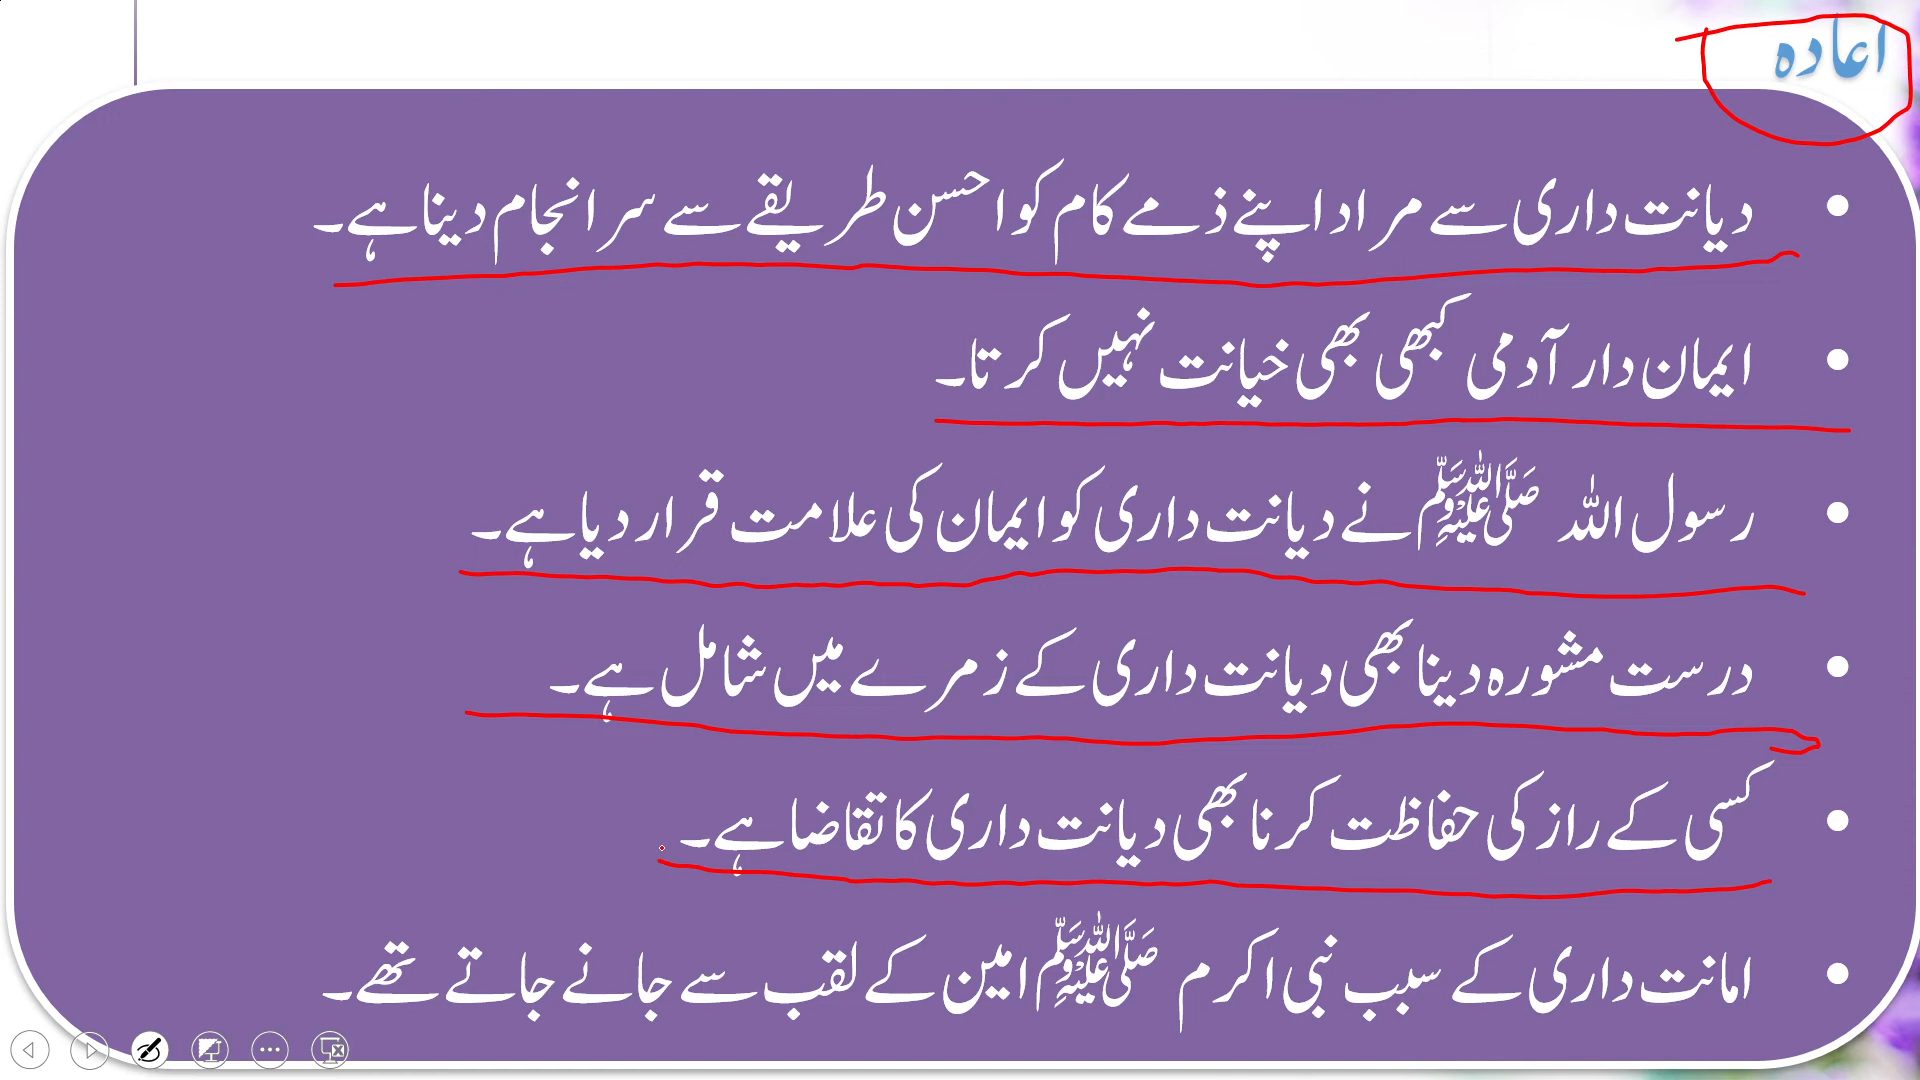 اعادہ
• دیانت داری سے مراد اپنے ذمے کام کو احسن طریقے سے سرانجام دینا ہے۔
• ایمان دار آدمی کبھی بھی خیانت نہیں کرتا۔
• رسول اللہ ﷺ نے دیانت داری کو ایمان کی علامت قرار دیا ہے۔
• درست مشورہ دینا بھی دیانت داری کے زمرے میں شامل ہے۔
• کسی کے راز کی حفاظت کرنا بھی دیانت داری کا تقاضا ہے۔
• امانت داری کے سبب نبی اکرم ﷺ امین کے لقب سے جانے جاتے تھے۔